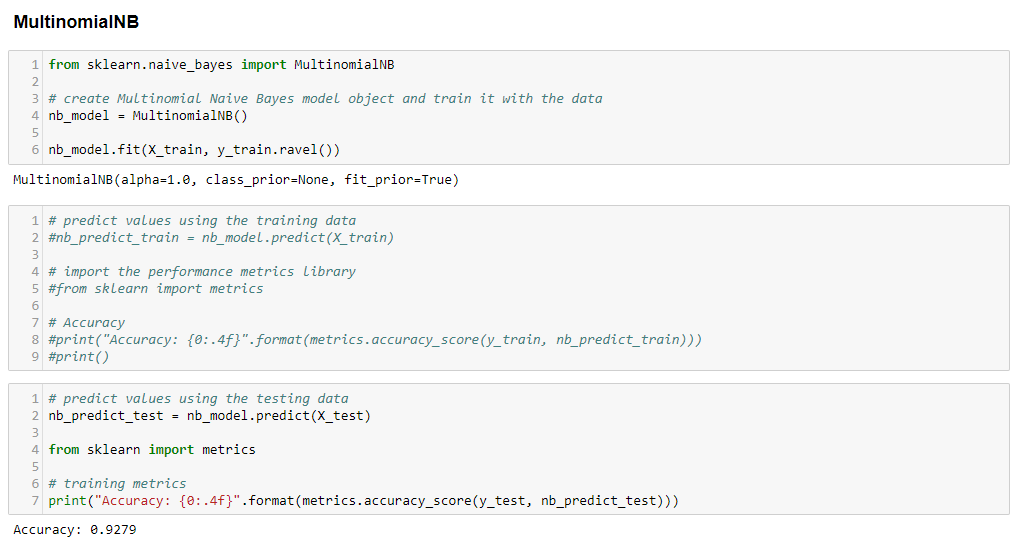 MultinomialNB
1 from sklearn.naive_bayes import MultinomialNB
2
3 # create Multinomial Naive Bayes model object and train it with the data
4 nb_model = MultinomialNB()
5
6 nb_model.fit(X_train, y_train.ravel())
MultinomialNB(alpha=1.0, class_prior=None, fit_prior=True)
1 # predict values using the training data
2 #nb_predict_train = nb_model.predict(X_train)
3
4 # import the performance metrics library
5 #from sklearn import metrics
6
7 # Accuracy
8 #print("Accuracy: {0:.4f}".format(metrics.accuracy_score(y_train, nb_predict_train)))
9 #print()
1 # predict values using the testing data
2 nb_predict_test = nb_model.predict(X_test)
3
4 from sklearn import metrics
5
6 # training metrics
7 print("Accuracy: {0:.4f}".format(metrics.accuracy_score(y_test, nb_predict_test)))
Accuracy: 0.9279